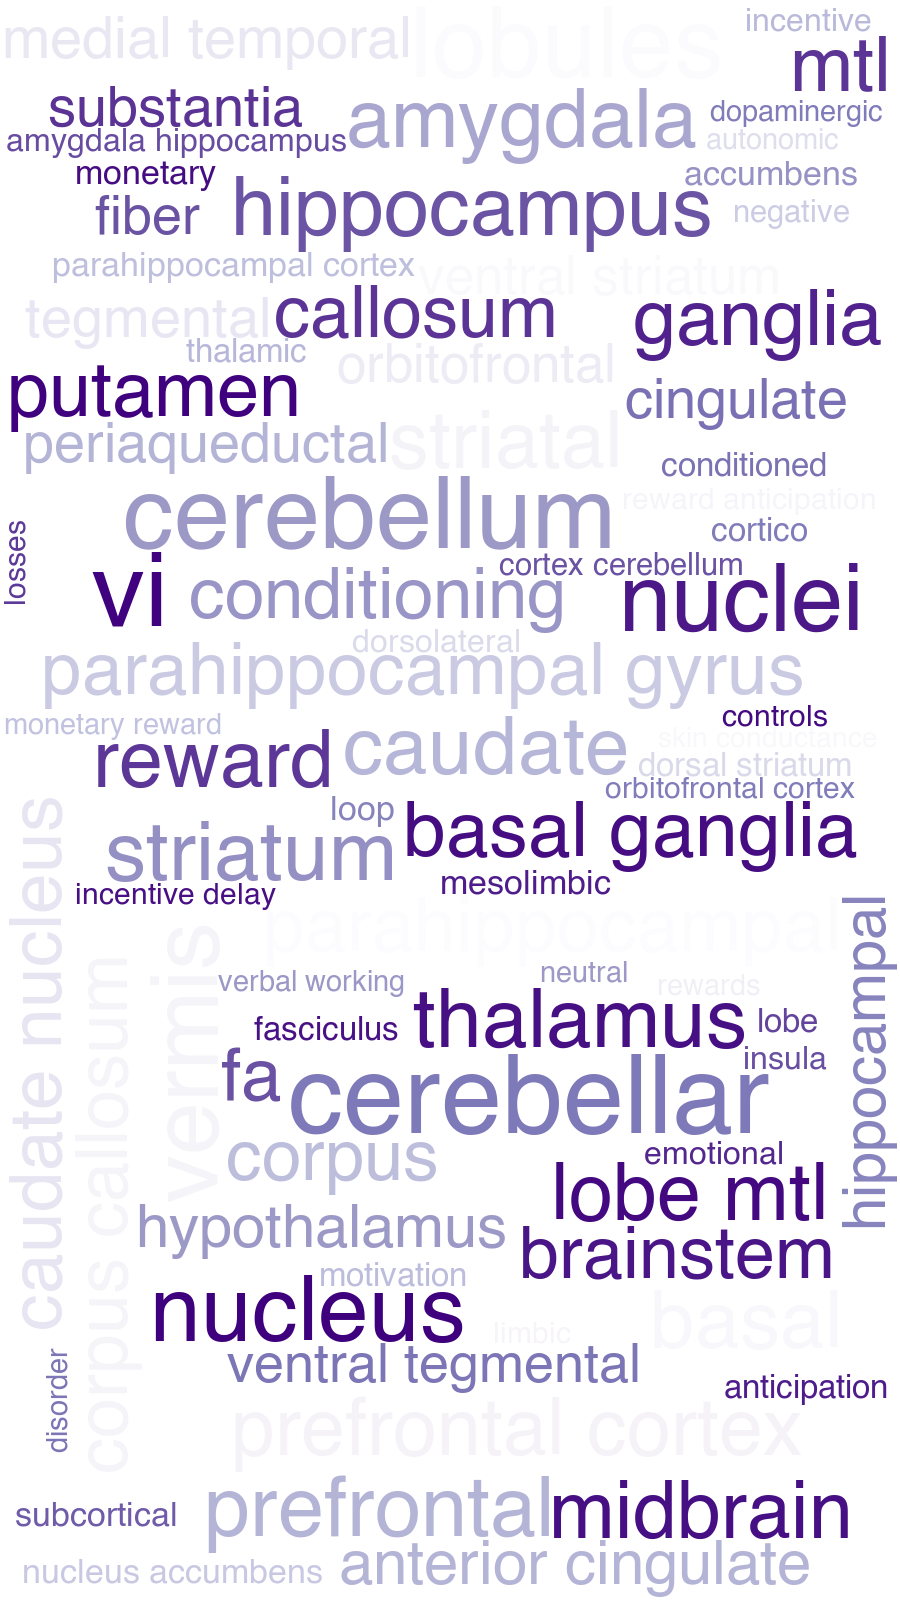 medial temporal
lobules
incentive
mtl
substantia
amygdala
dopaminergic
amygdala hippocampus
autonomic
monetary
accumbens
fiber
hippocampus
negative
parahippocampal cortex
ventral striatum
tegmental
callosum
ganglia
thalamic
orbitofrontal
putamen
cingulate
periaqueductal
striatal
conditioned
cerebellum
reward anticipation
cortico
losses
vi
conditioning
cortex cerebellum
nuclei
dorsolateral
parahippocampal gyrus
monetary reward
controls
reward
caudate
skin conductance
dorsal striatum
orbitofrontal cortex
loop
striatum
basal ganglia
incentive delay
mesolimbic
caudate nucleus
parahippocampal
hippocampal
corpus callosum
vermis
verbal working
neutral
rewards
fasciculus
thalamus
lobe
insula
fa
cerebellar
corpus
emotional
lobe mtl
hypothalamus
brainstem
motivation
nucleus
basal
limbic
ventral tegmental
disorder
anticipation
prefrontal cortex
subcortical
prefrontal
midbrain
nucleus accumbens
anterior cingulate